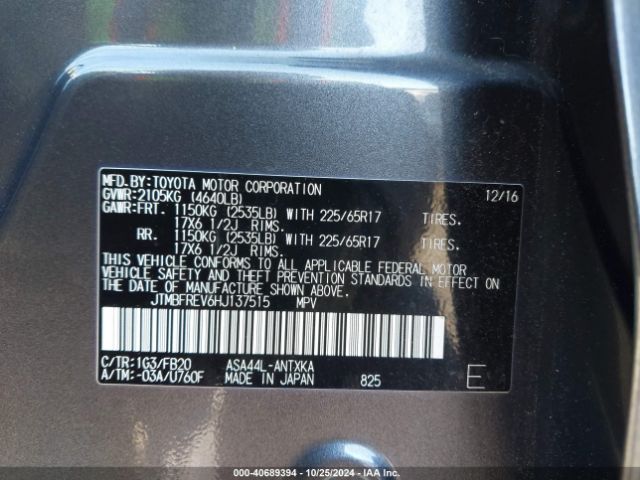 MFD.BY:TOYOTA MOTOR CORPORATION 12/16
GVWR:2105KG (4640LB)
GAWR:FRT. 1150KG (2535LB) WITH 225/65R17 TIRES.
17X6 1/2J RIMS.
RR. 1150KG (2535LB) WITH 225/65R17 TIRES.
17X6 1/2J RIMS.
THIS VEHICLE CONFORMS TO ALL APPLICABLE FEDERAL MOTOR
VEHICLE SAFETY AND THEFT PREVENTION STANDARDS IN EFFECT ON
THE DATE OF MANUFACTURE SHOWN ABOVE.
JTMBFREV6HJ137515 MPV
C/TR:1G3/FB20 ASA44L-ANTXKA
A/TM:-03A/U760F MADE IN JAPAN 825 E
000-40689394 | 10/25/2024 | IAA Inc.